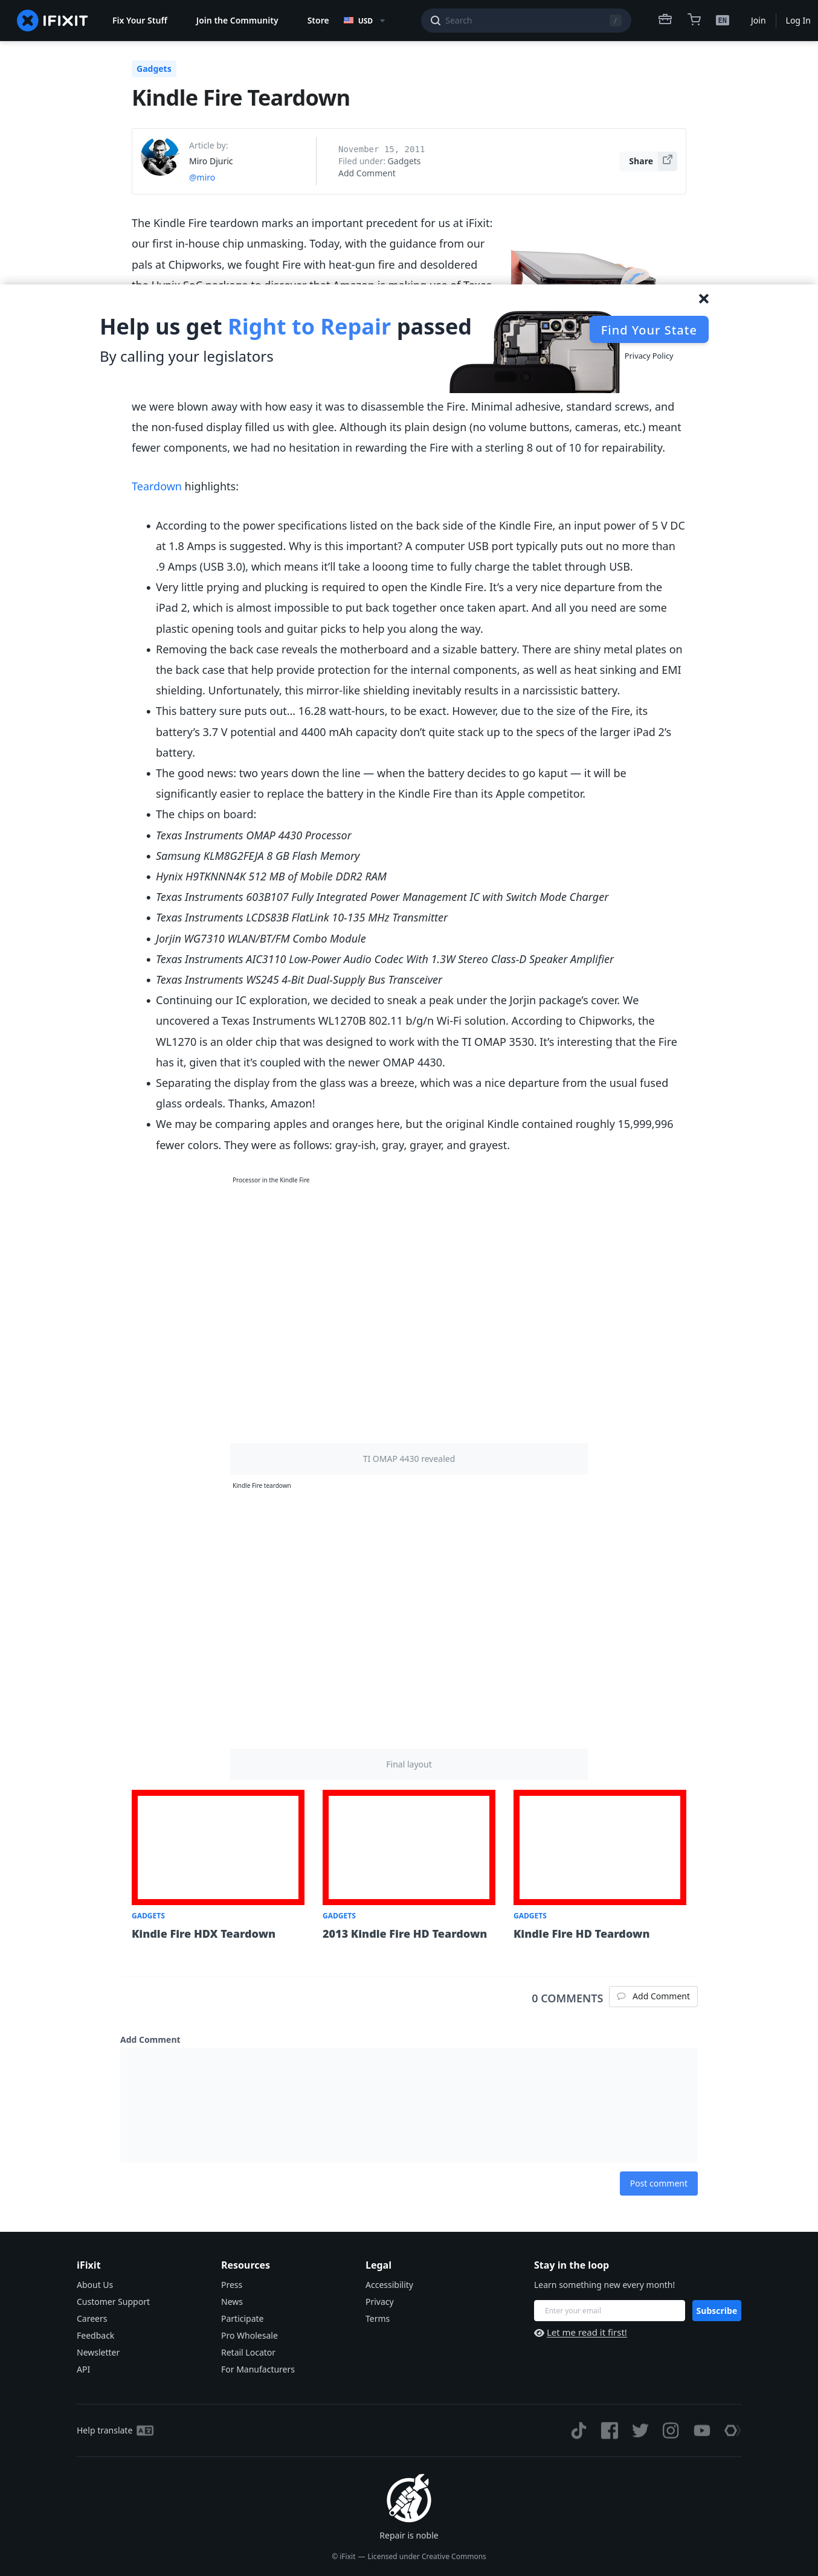 IFIXIT
Fix Your Stuff
Join the Community
Store
USD
Search
/
EN
Join
Log In
Gadgets
Kindle Fire Teardown
Article by:
Miro Djuric
@miro
November 15, 2011
Filed under: Gadgets
Add Comment
Share
The Kindle Fire teardown marks an important precedent for us at iFixit:
our first in-house chip unmasking. Today, with the guidance from our
pals at Chipworks, we fought Fire with heat-gun fire and desoldered
Help us get Right to Repair passed
By calling your legislators
Find Your State
Privacy Policy
we were blown away with how easy it was to disassemble the Fire. Minimal adhesive, standard screws, and
the non-fused display filled us with glee. Although its plain design (no volume buttons, cameras, etc.) meant
fewer components, we had no hesitation in rewarding the Fire with a sterling 8 out of 10 for repairability.
Teardown highlights:
According to the power specifications listed on the back side of the Kindle Fire, an input power of 5 V DC
at 1.8 Amps is suggested. Why is this important? A computer USB port typically puts out no more than
.9 Amps (USB 3.0), which means it’ll take a looong time to fully charge the tablet through USB.
Very little prying and plucking is required to open the Kindle Fire. It’s a very nice departure from the
iPad 2, which is almost impossible to put back together once taken apart. And all you need are some
plastic opening tools and guitar picks to help you along the way.
Removing the back case reveals the motherboard and a sizable battery. There are shiny metal plates on
the back case that help provide protection for the internal components, as well as heat sinking and EMI
shielding. Unfortunately, this mirror-like shielding inevitably results in a narcissistic battery.
This battery sure puts out… 16.28 watt-hours, to be exact. However, due to the size of the Fire, its
battery’s 3.7 V potential and 4400 mAh capacity don’t quite stack up to the specs of the larger iPad 2’s
battery.
The good news: two years down the line — when the battery decides to go kaput — it will be
significantly easier to replace the battery in the Kindle Fire than its Apple competitor.
The chips on board:
Texas Instruments OMAP 4430 Processor
Samsung KLM8G2FEJA 8 GB Flash Memory
Hynix H9TKNNN4K 512 MB of Mobile DDR2 RAM
Texas Instruments 603B107 Fully Integrated Power Management IC with Switch Mode Charger
Texas Instruments LCDS83B FlatLink 10-135 MHz Transmitter
Jorjin WG7310 WLAN/BT/FM Combo Module
Texas Instruments AIC3110 Low-Power Audio Codec With 1.3W Stereo Class-D Speaker Amplifier
Texas Instruments WS245 4-Bit Dual-Supply Bus Transceiver
Continuing our IC exploration, we decided to sneak a peak under the Jorjin package’s cover. We
uncovered a Texas Instruments WL1270B 802.11 b/g/n Wi-Fi solution. According to Chipworks, the
WL1270 is an older chip that was designed to work with the TI OMAP 3530. It’s interesting that the Fire
has it, given that it’s coupled with the newer OMAP 4430.
Separating the display from the glass was a breeze, which was a nice departure from the usual fused
glass ordeals. Thanks, Amazon!
We may be comparing apples and oranges here, but the original Kindle contained roughly 15,999,996
fewer colors. They were as follows: gray-ish, gray, grayer, and grayest.
Processor in the Kindle Fire
TI OMAP 4430 revealed
Kindle Fire teardown
Final layout
GADGETS
Kindle Fire HDX Teardown
GADGETS
2013 Kindle Fire HD Teardown
GADGETS
Kindle Fire HD Teardown
0 COMMENTS
Add Comment
Add Comment
Post comment
iFixit
About Us
Customer Support
Careers
Feedback
Newsletter
API
Resources
Press
News
Participate
Pro Wholesale
Retail Locator
For Manufacturers
Legal
Accessibility
Privacy
Terms
Stay in the loop
Learn something new every month!
Enter your email
Subscribe
Let me read it first!
Help translate
Repair is noble
© iFixit — Licensed under Creative Commons